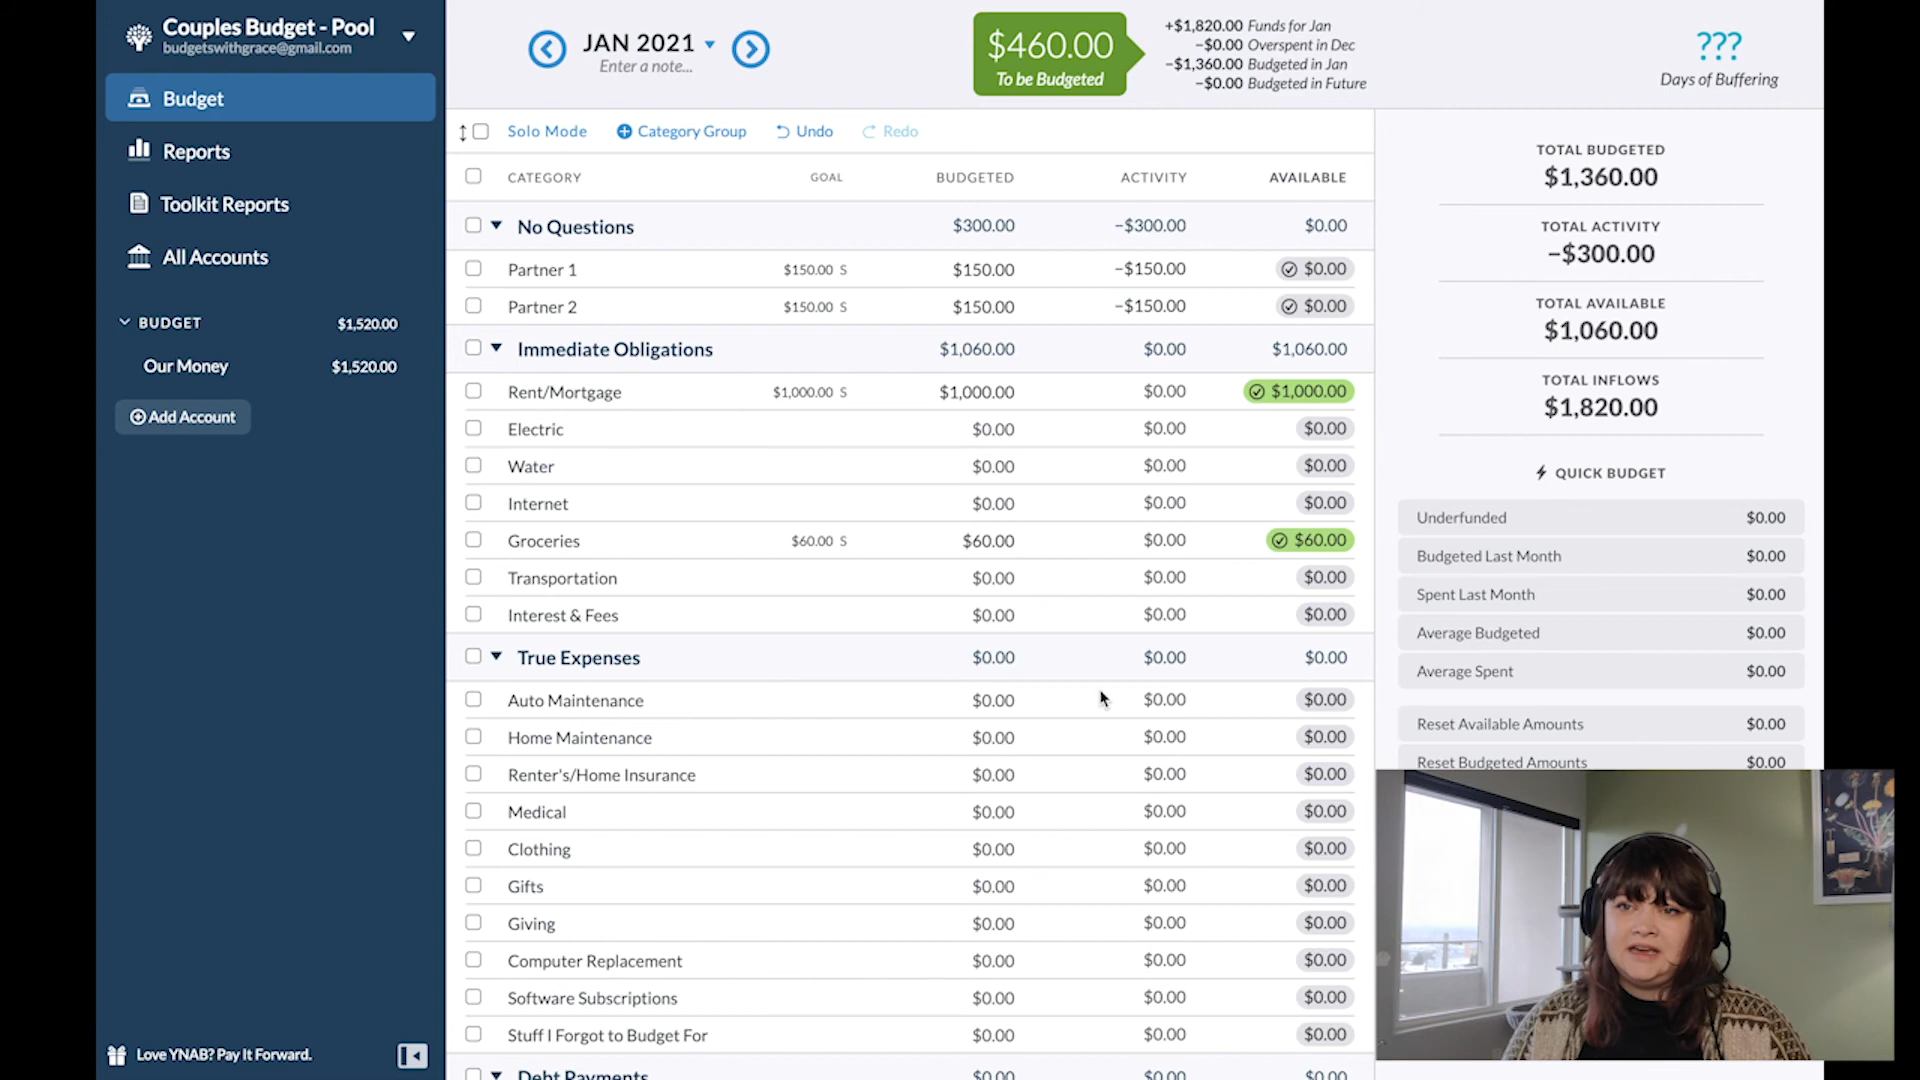 Couples Budget - Pool
budgetswithgrace@gmail.com
Budget
Reports
Toolkit Reports
All Accounts
BUDGET $1,520.00
Our Money $1,520.00
Add Account
Love YNAB? Pay It Forward.
JAN 2021
Enter a note...
$460.00
To be Budgeted
+$1,820.00 Funds for Jan
−$0.00 Overspent in Dec
−$1,360.00 Budgeted in Jan
−$0.00 Budgeted in Future
???
Days of Buffering
Solo Mode Category Group Undo Redo
CATEGORY GOAL BUDGETED ACTIVITY AVAILABLE
No Questions $300.00 −$300.00 $0.00
Partner 1 $150.00 S $150.00 −$150.00 $0.00
Partner 2 $150.00 S $150.00 −$150.00 $0.00
Immediate Obligations $1,060.00 $0.00 $1,060.00
Rent/Mortgage $1,000.00 S $1,000.00 $0.00 $1,000.00
Electric $0.00 $0.00 $0.00
Water $0.00 $0.00 $0.00
Internet $0.00 $0.00 $0.00
Groceries $60.00 S $60.00 $0.00 $60.00
Transportation $0.00 $0.00 $0.00
Interest & Fees $0.00 $0.00 $0.00
True Expenses $0.00 $0.00 $0.00
Auto Maintenance $0.00 $0.00 $0.00
Home Maintenance $0.00 $0.00 $0.00
Renter's/Home Insurance $0.00 $0.00 $0.00
Medical $0.00 $0.00 $0.00
Clothing $0.00 $0.00 $0.00
Gifts $0.00 $0.00 $0.00
Giving $0.00 $0.00 $0.00
Computer Replacement $0.00 $0.00 $0.00
Software Subscriptions $0.00 $0.00 $0.00
Stuff I Forgot to Budget For $0.00 $0.00 $0.00
Debt Payments $0.00 $0.00 $0.00
TOTAL BUDGETED
$1,360.00
TOTAL ACTIVITY
−$300.00
TOTAL AVAILABLE
$1,060.00
TOTAL INFLOWS
$1,820.00
QUICK BUDGET
Underfunded $0.00
Budgeted Last Month $0.00
Spent Last Month $0.00
Average Budgeted $0.00
Average Spent $0.00
Reset Available Amounts $0.00
Reset Budgeted Amounts $0.00